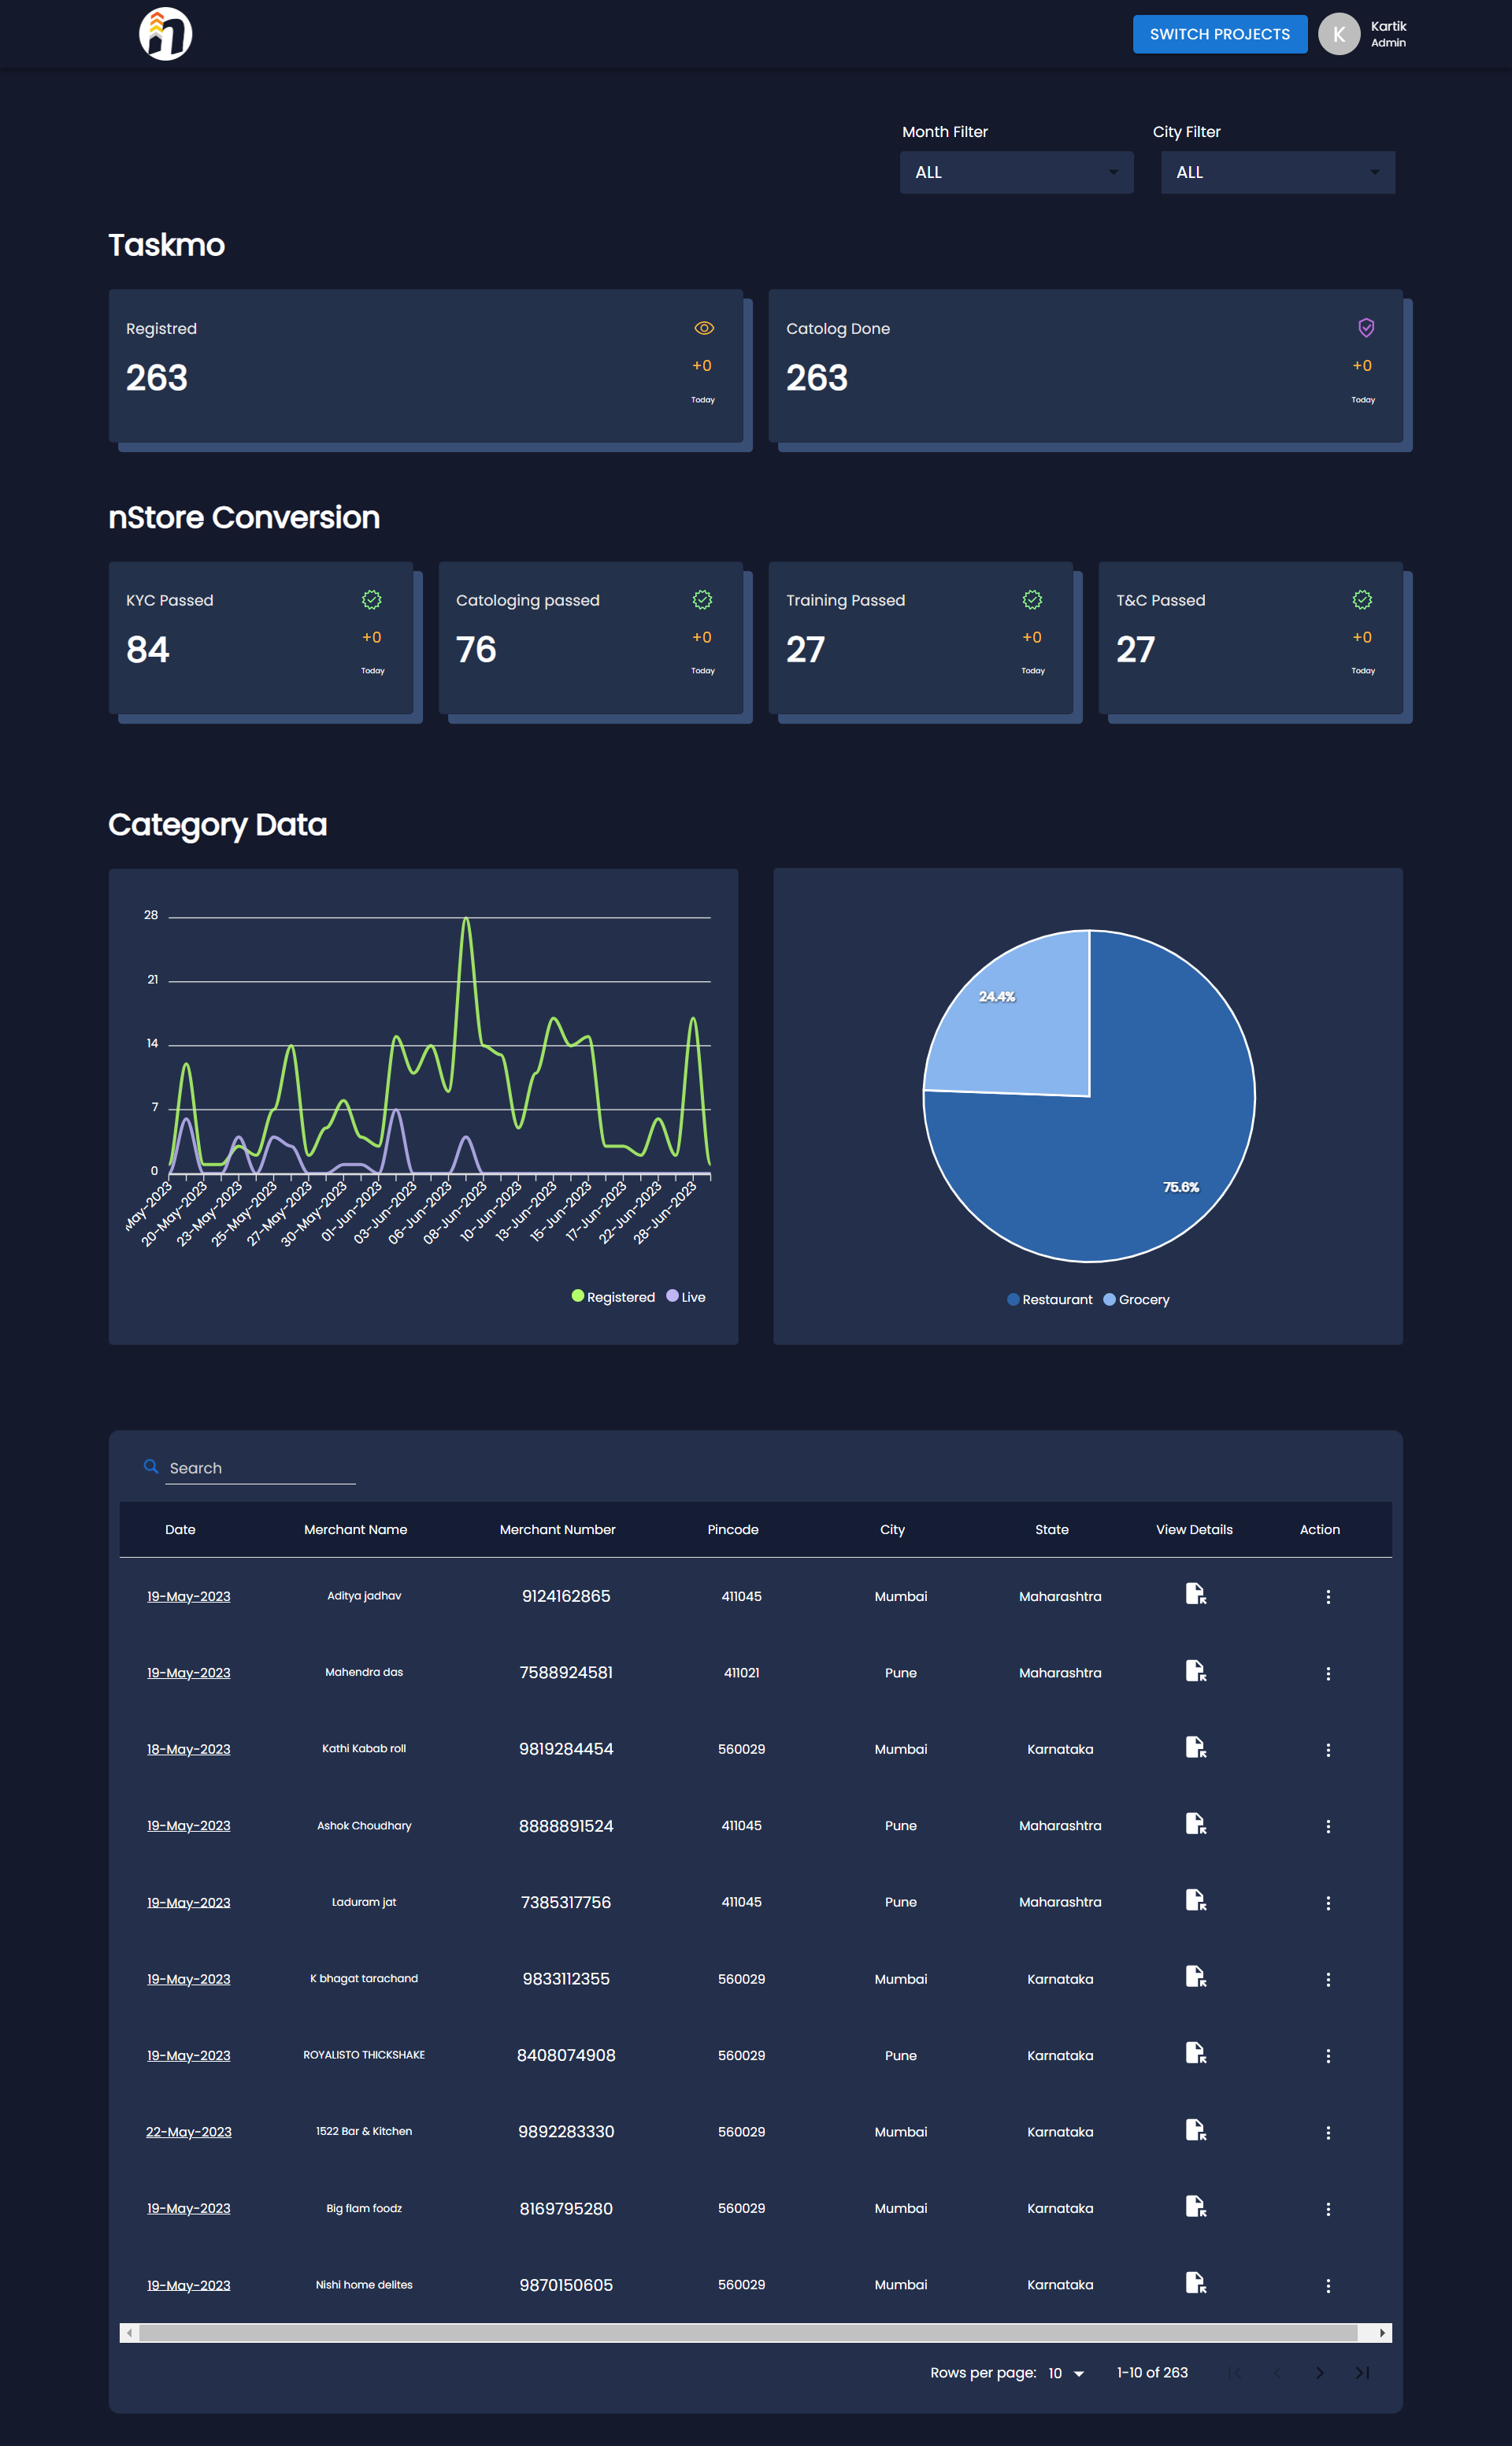 n
SWITCH PROJECTS
K
Kartik
Admin
Month Filter
City Filter
ALL
ALL
Taskmo
Registred
263
+0
Today
Catolog Done
263
+0
Today
nStore Conversion
KYC Passed
84
+0
Today
Catologing passed
76
+0
Today
Training Passed
27
+0
Today
T&C Passed
27
+0
Today
Category Data
28
21
14
7
0
May-2023
20-May-2023
23-May-2023
25-May-2023
27-May-2023
30-May-2023
01-Jun-2023
03-Jun-2023
06-Jun-2023
08-Jun-2023
10-Jun-2023
13-Jun-2023
15-Jun-2023
17-Jun-2023
22-Jun-2023
28-Jun-2023
Registered Live
24.4%
75.6%
Restaurant Grocery
Search
Date Merchant Name Merchant Number Pincode City State View Details Action
19-May-2023 Aditya jadhav 9124162865 411045 Mumbai Maharashtra
19-May-2023 Mahendra das 7588924581 411021 Pune Maharashtra
18-May-2023 Kathi Kabab roll 9819284454 560029 Mumbai Karnataka
19-May-2023 Ashok Choudhary 8888891524 411045 Pune Maharashtra
19-May-2023 Laduram jat 7385317756 411045 Pune Maharashtra
19-May-2023 K bhagat tarachand 9833112355 560029 Mumbai Karnataka
19-May-2023 ROYALISTO THICKSHAKE 8408074908 560029 Pune Karnataka
22-May-2023 1522 Bar & Kitchen 9892283330 560029 Mumbai Karnataka
19-May-2023 Big flam foodz 8169795280 560029 Mumbai Karnataka
19-May-2023 Nishi home delites 9870150605 560029 Mumbai Karnataka
Rows per page: 10 1-10 of 263